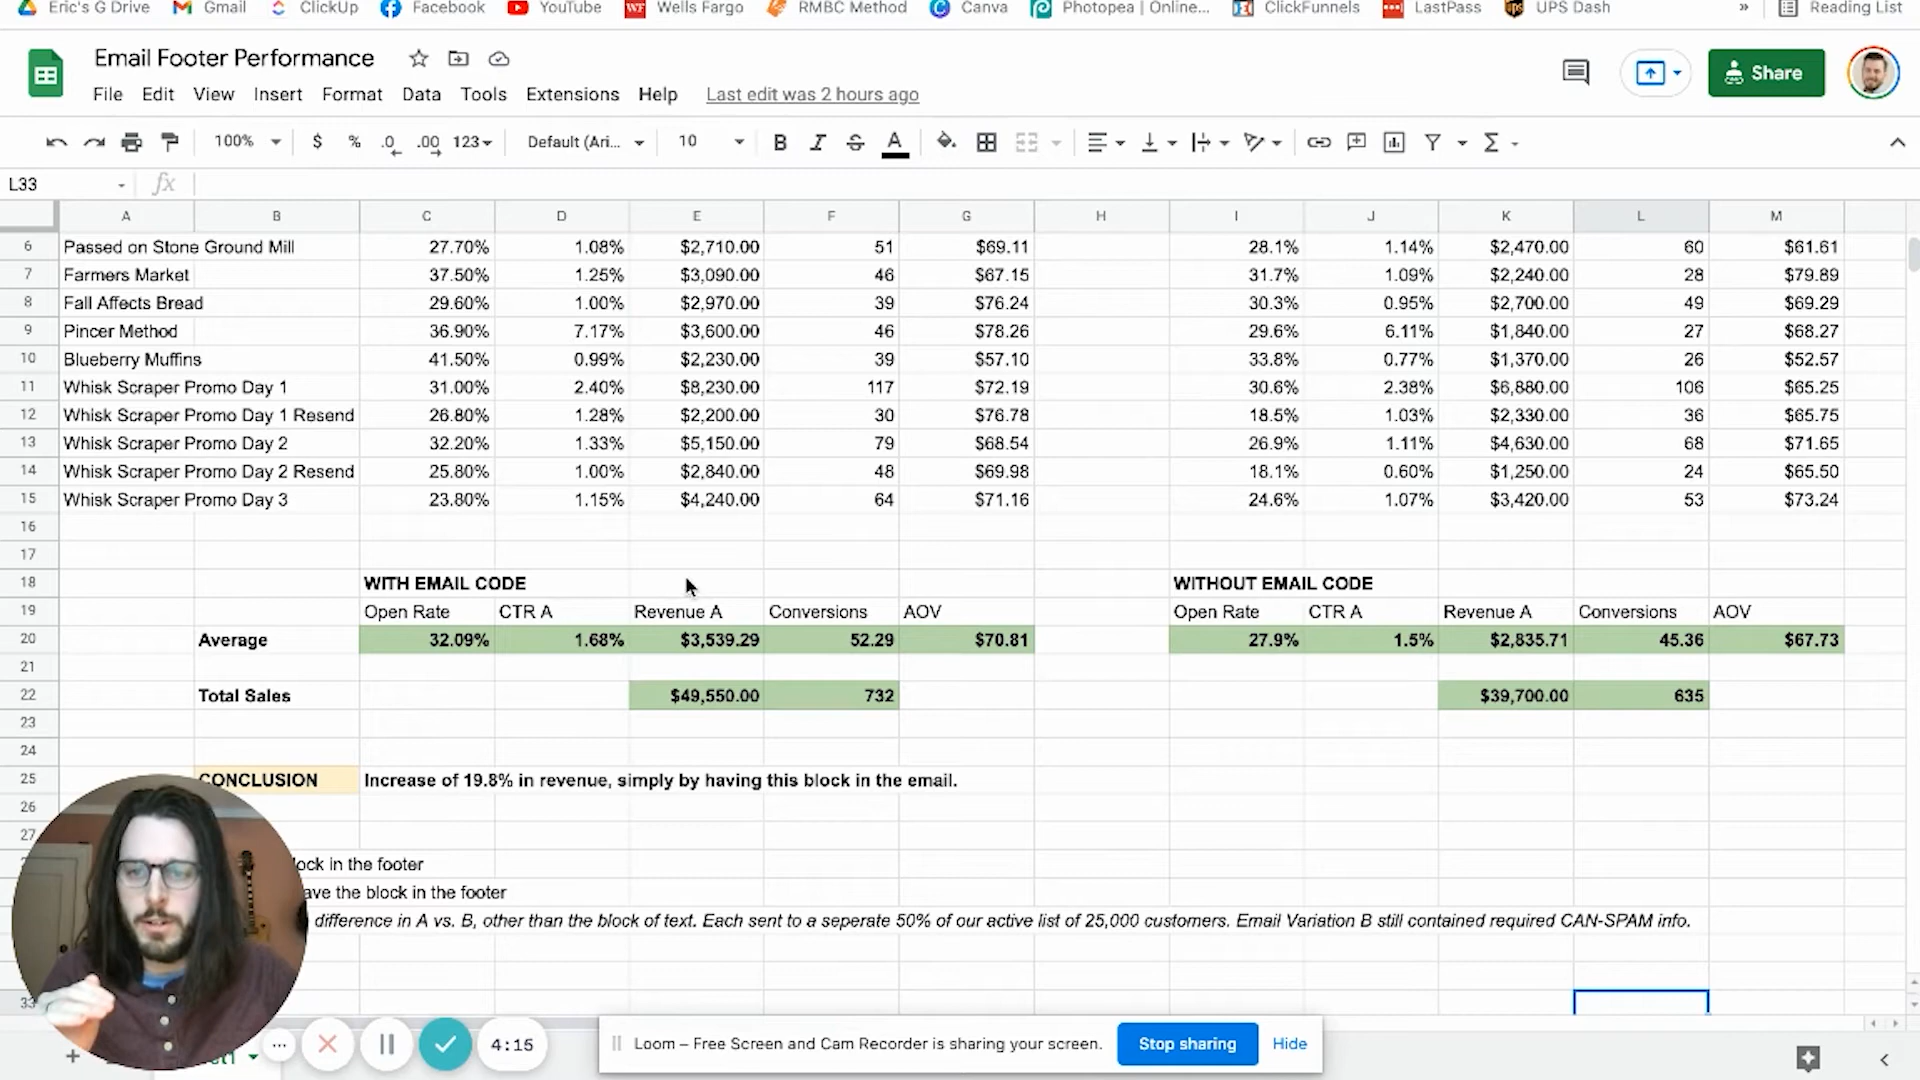 Eric's G Drive Gmail ClickUp Facebook YouTube WF Wells Fargo RMBC Method Canva Photopea | Online... ClickFunnels LastPass ups UPS Dash » Reading List
Email Footer Performance
File Edit View Insert Format Data Tools Extensions Help Last edit was 2 hours ago
Share
100% $ % .0 .00 123 Default (Ari... 10 B I S A Σ
L33 fx
A B C D E F G H I J K L M
6 Passed on Stone Ground Mill 27.70% 1.08% $2,710.00 51 $69.11 28.1% 1.14% $2,470.00 60 $61.61
7 Farmers Market 37.50% 1.25% $3,090.00 46 $67.15 31.7% 1.09% $2,240.00 28 $79.89
8 Fall Affects Bread 29.60% 1.00% $2,970.00 39 $76.24 30.3% 0.95% $2,700.00 49 $69.29
9 Pincer Method 36.90% 7.17% $3,600.00 46 $78.26 29.6% 6.11% $1,840.00 27 $68.27
10 Blueberry Muffins 41.50% 0.99% $2,230.00 39 $57.10 33.8% 0.77% $1,370.00 26 $52.57
11 Whisk Scraper Promo Day 1 31.00% 2.40% $8,230.00 117 $72.19 30.6% 2.38% $6,880.00 106 $65.25
12 Whisk Scraper Promo Day 1 Resend 26.80% 1.28% $2,200.00 30 $76.78 18.5% 1.03% $2,330.00 36 $65.75
13 Whisk Scraper Promo Day 2 32.20% 1.33% $5,150.00 79 $68.54 26.9% 1.11% $4,630.00 68 $71.65
14 Whisk Scraper Promo Day 2 Resend 25.80% 1.00% $2,840.00 48 $69.98 18.1% 0.60% $1,250.00 24 $65.50
15 Whisk Scraper Promo Day 3 23.80% 1.15% $4,240.00 64 $71.16 24.6% 1.07% $3,420.00 53 $73.24
16
17
18 WITH EMAIL CODE WITHOUT EMAIL CODE
19 Open Rate CTR A Revenue A Conversions AOV Open Rate CTR A Revenue A Conversions AOV
20 Average 32.09% 1.68% $3,539.29 52.29 $70.81 27.9% 1.5% $2,835.71 45.36 $67.73
21
22 Total Sales $49,550.00 732 $39,700.00 635
23
24
25 CONCLUSION Increase of 19.8% in revenue, simply by having this block in the email.
26
27
lock in the footer
ave the block in the footer
difference in A vs. B, other than the block of text. Each sent to a seperate 50% of our active list of 25,000 customers. Email Variation B still contained required CAN-SPAM info.
33
4:15 Loom – Free Screen and Cam Recorder is sharing your screen. Stop sharing Hide